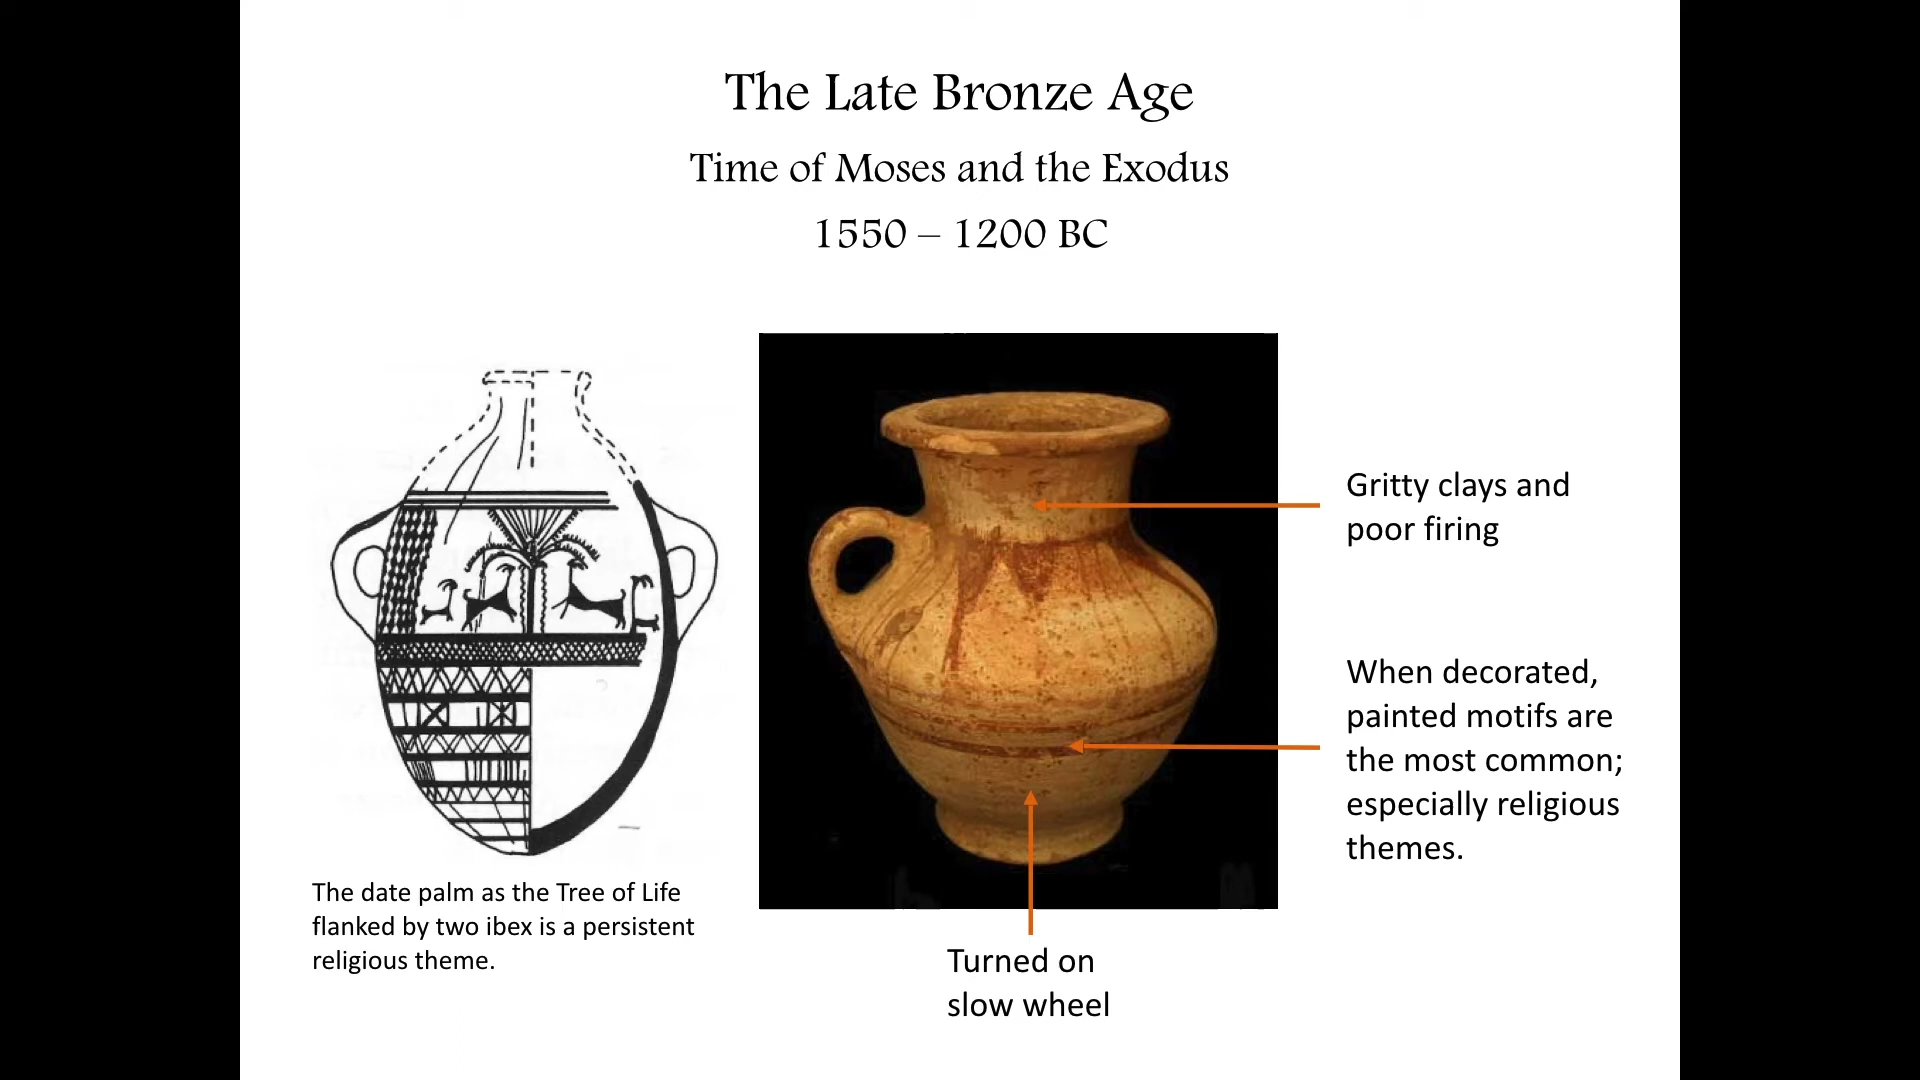 The Late Bronze Age
Time of Moses and the Exodus
1550 – 1200 BC
Gritty clays and
poor firing
When decorated,
painted motifs are
the most common;
especially religious
themes.
The date palm as the Tree of Life
flanked by two ibex is a persistent
religious theme.
Turned on
slow wheel